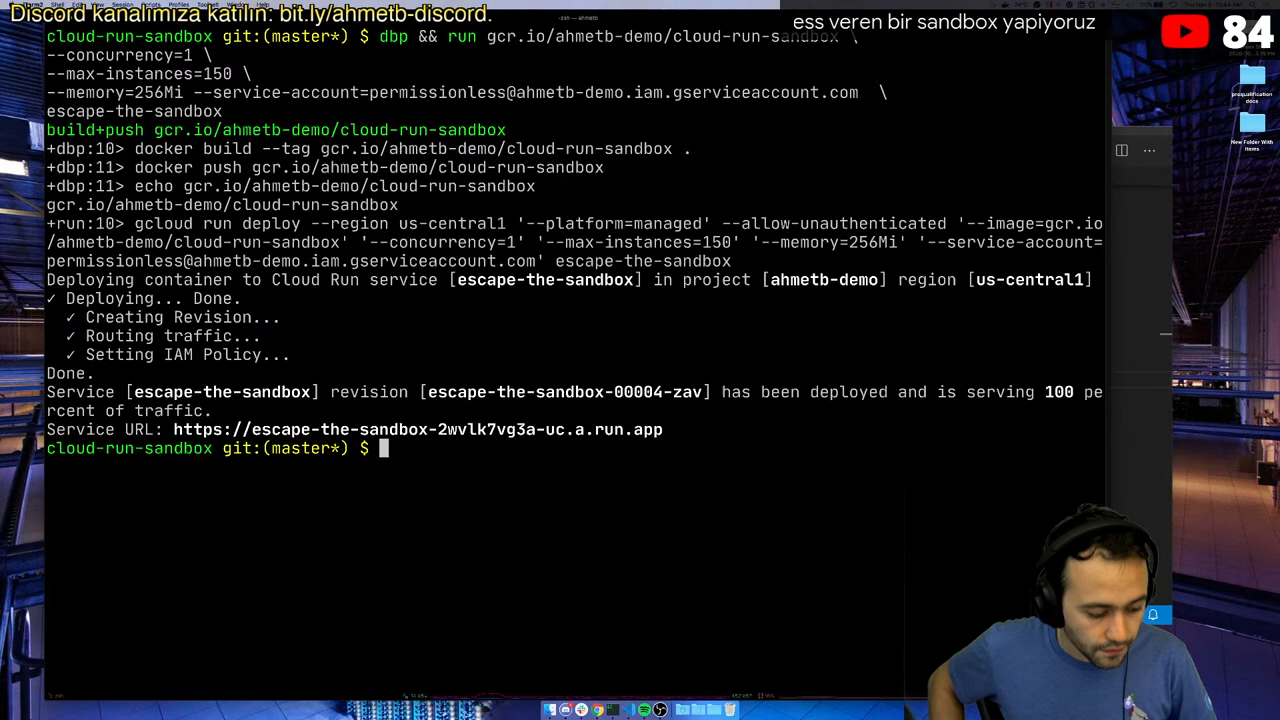 Discord kanalimiza katilin: bit.ly/ahmetb-discord.
ess veren bir sandbox yapiyoruz
84
cloud-run-sandbox git:(master*) $ dbp && run gcr.io/ahmetb-demo/cloud-run-sandbox \
--concurrency=1 \
--max-instances=150 \
--memory=256Mi --service-account=permissionless@ahmetb-demo.iam.gserviceaccount.com  \
escape-the-sandbox
build+push gcr.io/ahmetb-demo/cloud-run-sandbox
+dbp:10> docker build --tag gcr.io/ahmetb-demo/cloud-run-sandbox .
+dbp:11> docker push gcr.io/ahmetb-demo/cloud-run-sandbox
+dbp:11> echo gcr.io/ahmetb-demo/cloud-run-sandbox
gcr.io/ahmetb-demo/cloud-run-sandbox
+run:10> gcloud run deploy --region us-central1 '--platform=managed' --allow-unauthenticated '--image=gcr.io
/ahmetb-demo/cloud-run-sandbox' '--concurrency=1' '--max-instances=150' '--memory=256Mi' '--service-account=
permissionless@ahmetb-demo.iam.gserviceaccount.com' escape-the-sandbox
Deploying container to Cloud Run service [escape-the-sandbox] in project [ahmetb-demo] region [us-central1]
✓ Deploying... Done.
✓ Creating Revision...
✓ Routing traffic...
✓ Setting IAM Policy...
Done.
Service [escape-the-sandbox] revision [escape-the-sandbox-00004-zav] has been deployed and is serving 100 pe
rcent of traffic.
Service URL: https://escape-the-sandbox-2wvlk7vg3a-uc.a.run.app
cloud-run-sandbox git:(master*) $
prequalification
docs
New Folder With
Items